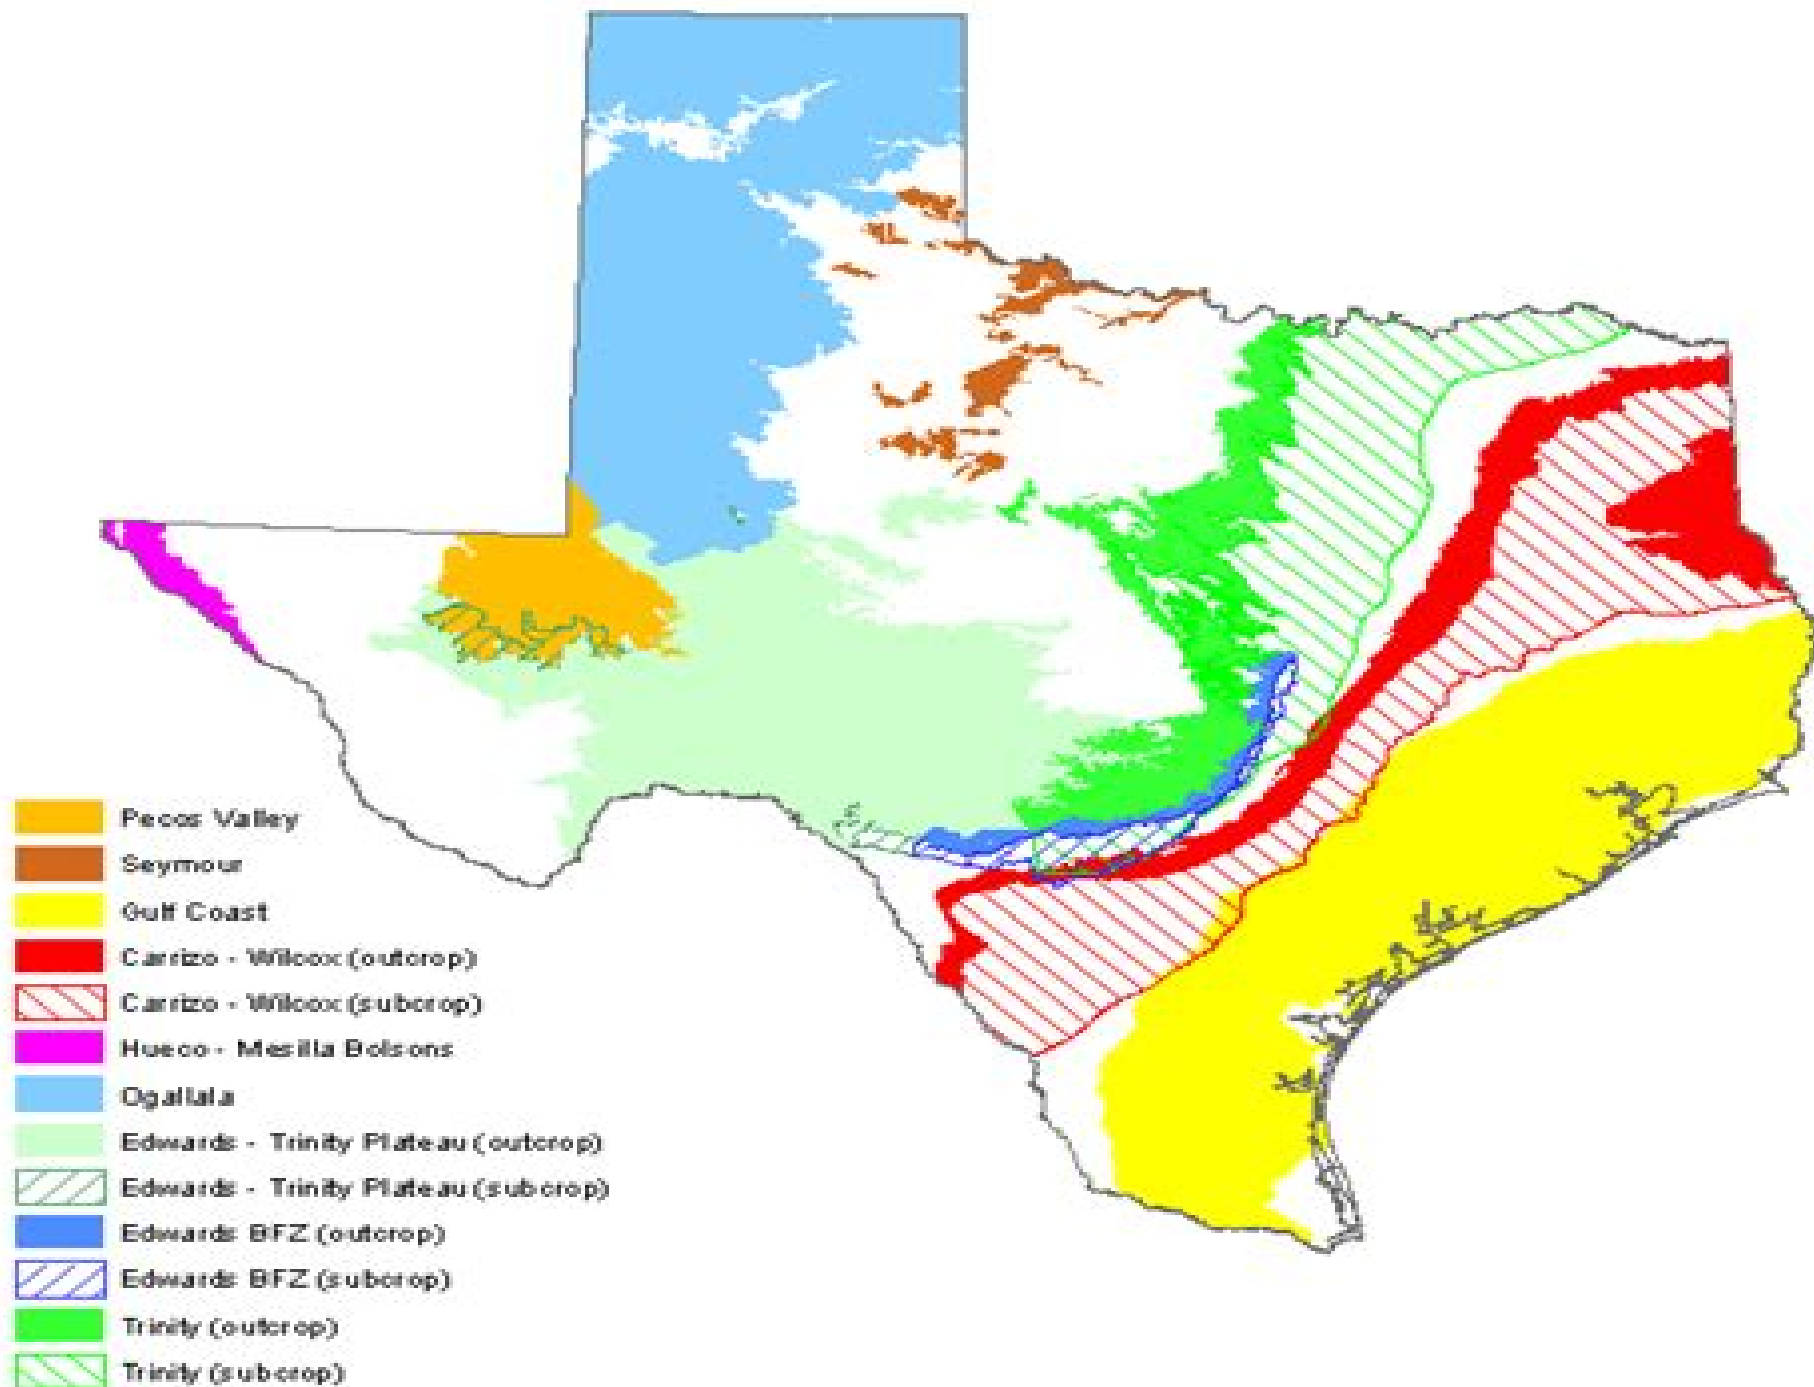 Pecos Valley
Seymour
Gulf Coast
Carrizo - Wilcox (outcrop)
Carrizo - Wilcox (subcrop)
Hueco - Mesilla Bolsons
Ogallala
Edwards - Trinity Plateau (outcrop)
Edwards - Trinity Plateau (subcrop)
Edwards BFZ (outcrop)
Edwards BFZ (subcrop)
Trinity (outcrop)
Trinity (subcrop)